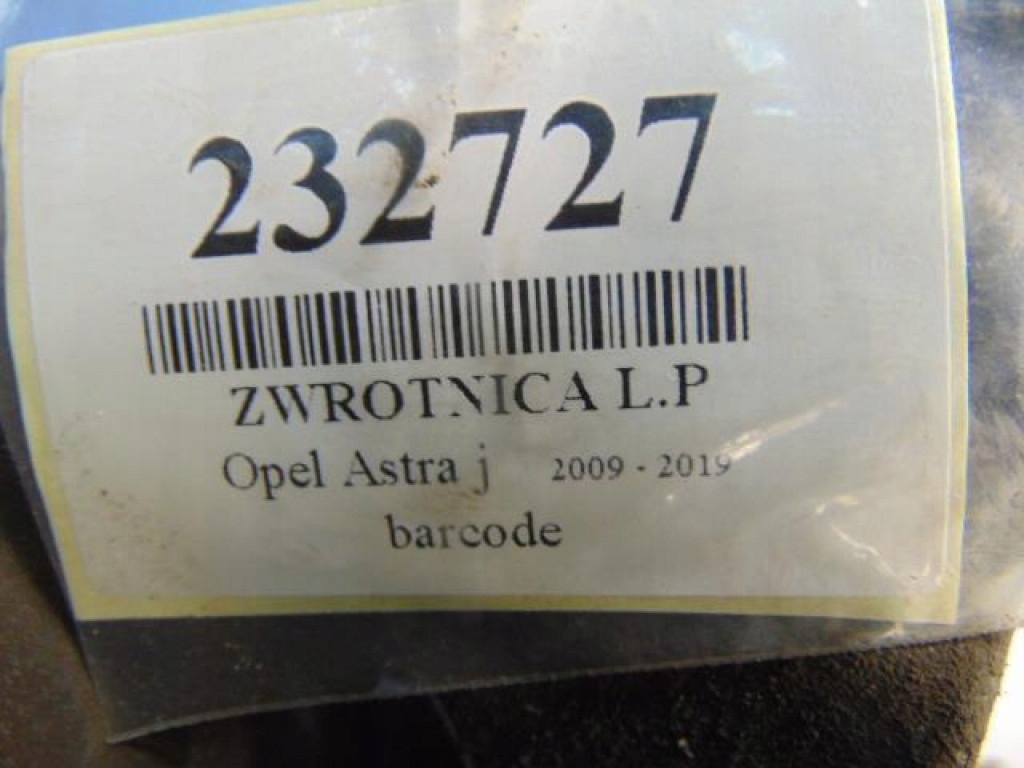 232727
ZWROTNICA L.P
Opel Astra j 2009 - 2019
barcode